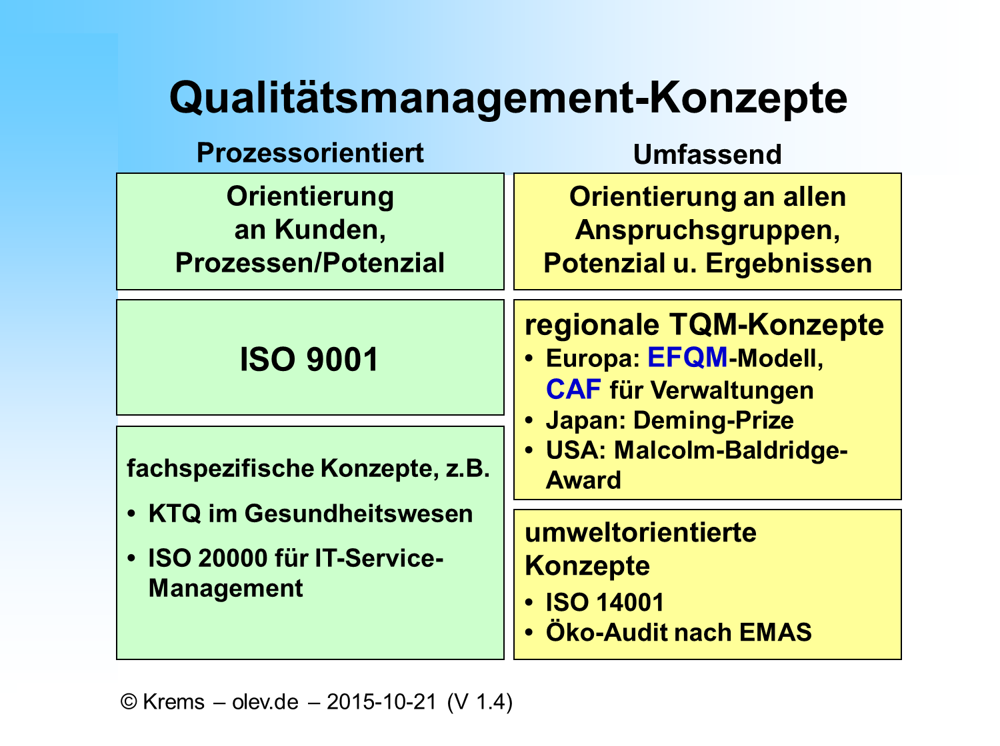 Qualitätsmanagement-Konzepte
Prozessorientiert
Orientierung
an Kunden,
Prozessen/Potenzial
ISO 9001
fachspezifische Konzepte, z.B.
• KTQ im Gesundheitswesen
• ISO 20000 für IT-Service-
Management
Umfassend
Orientierung an allen
Anspruchsgruppen,
Potenzial u. Ergebnissen
regionale TQM-Konzepte
• Europa: EFQM-Modell,
CAF für Verwaltungen
• Japan: Deming-Prize
• USA: Malcolm-Baldridge-
Award
umweltorientierte
Konzepte
• ISO 14001
• Öko-Audit nach EMAS
© Krems – olev.de – 2015-10-21 (V 1.4)